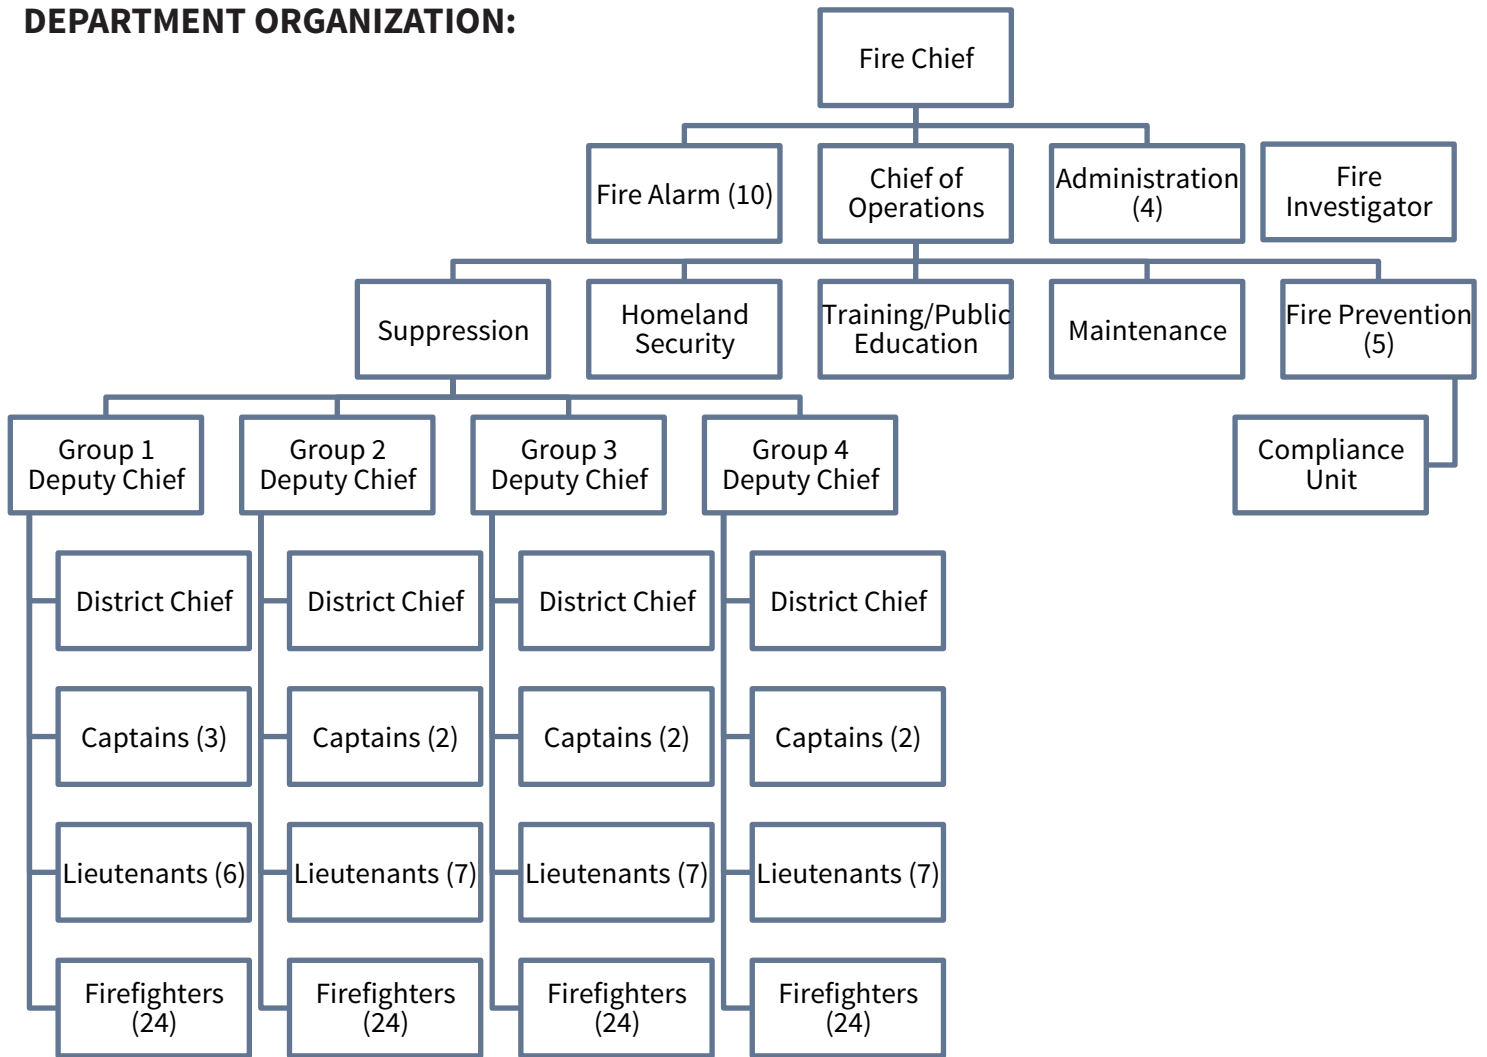 DEPARTMENT ORGANIZATION:
Fire Chief
Fire Alarm (10)
Chief of
Operations
Administration
(4)
Fire
Investigator
Suppression
Homeland
Security
Training/Public
Education
Maintenance
Fire Prevention
(5)
Group 1
Deputy Chief
Group 2
Deputy Chief
Group 3
Deputy Chief
Group 4
Deputy Chief
Compliance
Unit
District Chief
District Chief
District Chief
District Chief
Captains (3)
Captains (2)
Captains (2)
Captains (2)
Lieutenants (6)
Lieutenants (7)
Lieutenants (7)
Lieutenants (7)
Firefighters
(24)
Firefighters
(24)
Firefighters
(24)
Firefighters
(24)